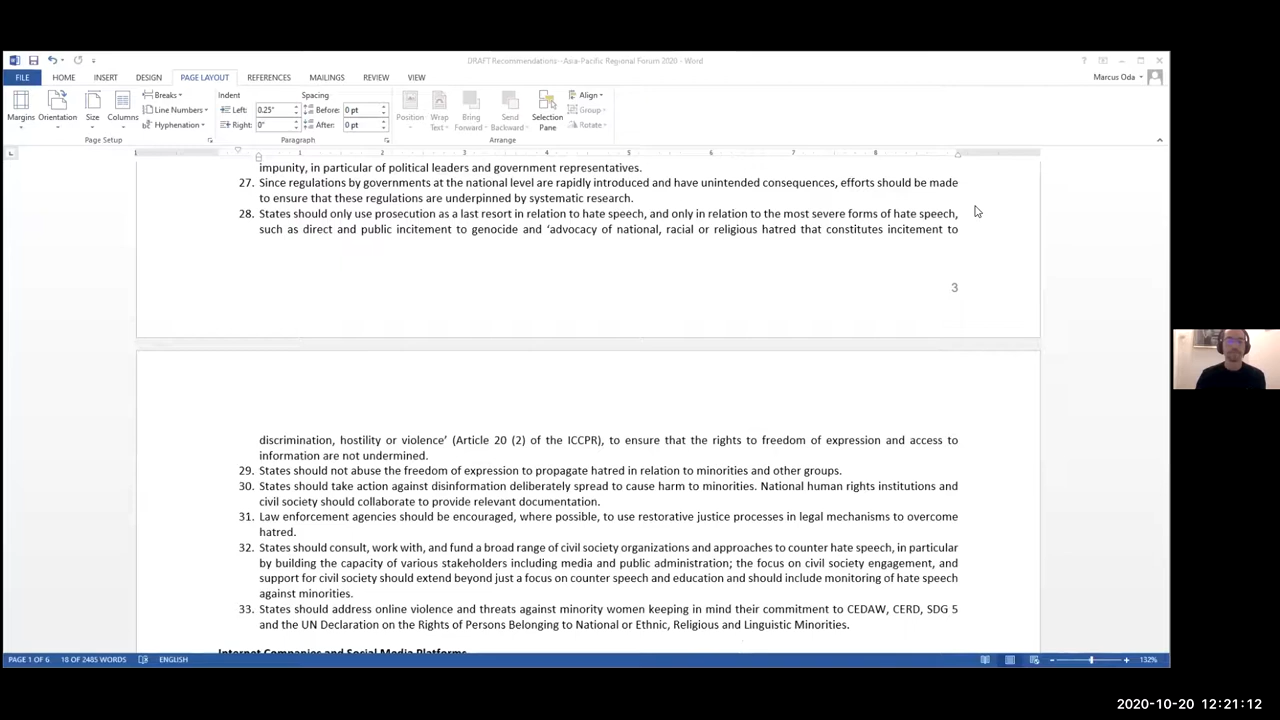 DRAFT Recommendations--Asia-Pacific Regional Forum 2020 - Word
FILE HOME INSERT DESIGN PAGE LAYOUT REFERENCES MAILINGS REVIEW VIEW
Marcus Oda
Margins Orientation Size Columns
Breaks
Line Numbers
Hyphenation
Page Setup
Indent Spacing
Left: 0.25" Before: 0 pt
Right: 0" After: 0 pt
Paragraph
Position Wrap Text Bring Forward Send Backward Selection Pane
Align
Group
Rotate
Arrange
impunity, in particular of political leaders and government representatives.
27. Since regulations by governments at the national level are rapidly introduced and have unintended consequences, efforts should be made
to ensure that these regulations are underpinned by systematic research.
28. States should only use prosecution as a last resort in relation to hate speech, and only in relation to the most severe forms of hate speech,
such as direct and public incitement to genocide and ‘advocacy of national, racial or religious hatred that constitutes incitement to
3
discrimination, hostility or violence’ (Article 20 (2) of the ICCPR), to ensure that the rights to freedom of expression and access to
information are not undermined.
29. States should not abuse the freedom of expression to propagate hatred in relation to minorities and other groups.
30. States should take action against disinformation deliberately spread to cause harm to minorities. National human rights institutions and
civil society should collaborate to provide relevant documentation.
31. Law enforcement agencies should be encouraged, where possible, to use restorative justice processes in legal mechanisms to overcome
hatred.
32. States should consult, work with, and fund a broad range of civil society organizations and approaches to counter hate speech, in particular
by building the capacity of various stakeholders including media and public administration; the focus on civil society engagement, and
support for civil society should extend beyond just a focus on counter speech and education and should include monitoring of hate speech
against minorities.
33. States should address online violence and threats against minority women keeping in mind their commitment to CEDAW, CERD, SDG 5
and the UN Declaration on the Rights of Persons Belonging to National or Ethnic, Religious and Linguistic Minorities.
Internet Companies and Social Media Platforms
PAGE 1 OF 6 18 OF 2485 WORDS ENGLISH 132%
2020-10-20 12:21:12